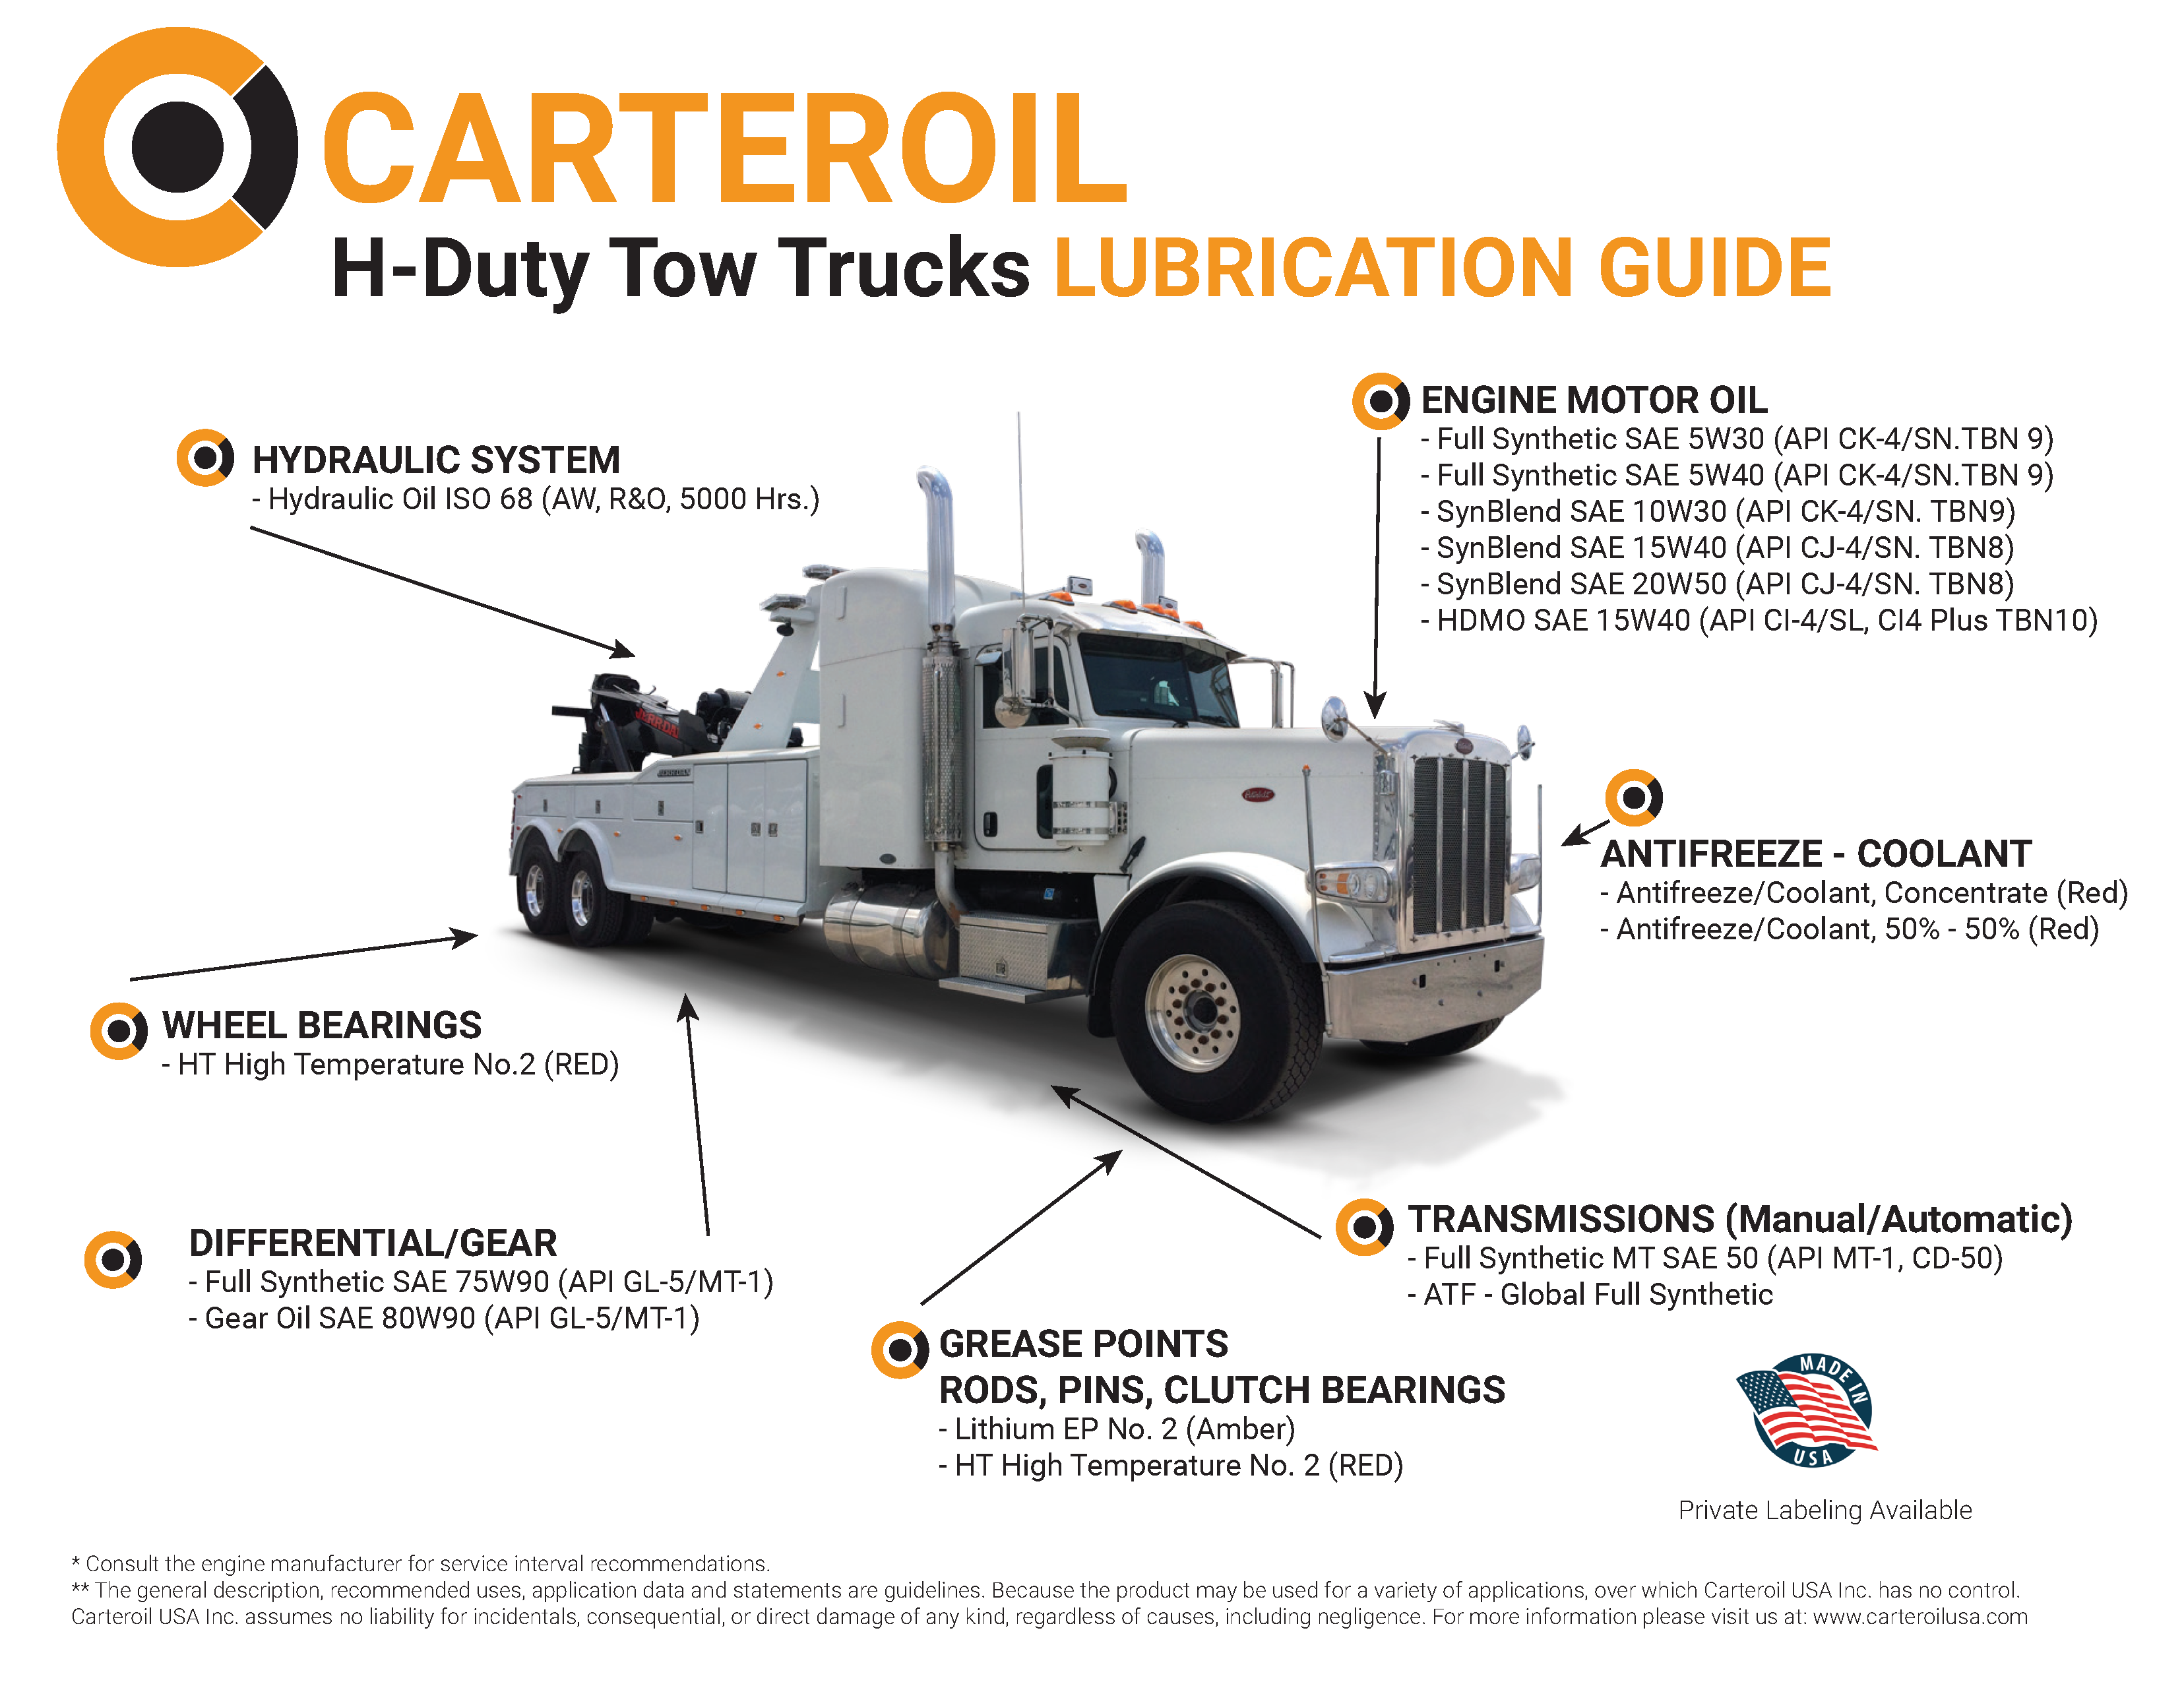 CARTEROIL
H-Duty Tow Trucks LUBRICATION GUIDE
HYDRAULIC SYSTEM
- Hydraulic Oil ISO 68 (AW, R&O, 5000 Hrs.)
ENGINE MOTOR OIL
- Full Synthetic SAE 5W30 (API CK-4/SN.TBN 9)
- Full Synthetic SAE 5W40 (API CK-4/SN.TBN 9)
- SynBlend SAE 10W30 (API CK-4/SN. TBN9)
- SynBlend SAE 15W40 (API CJ-4/SN. TBN8)
- SynBlend SAE 20W50 (API CJ-4/SN. TBN8)
- HDMO SAE 15W40 (API CI-4/SL, CI4 Plus TBN10)
ANTIFREEZE - COOLANT
- Antifreeze/Coolant, Concentrate (Red)
- Antifreeze/Coolant, 50% - 50% (Red)
WHEEL BEARINGS
- HT High Temperature No.2 (RED)
DIFFERENTIAL/GEAR
- Full Synthetic SAE 75W90 (API GL-5/MT-1)
- Gear Oil SAE 80W90 (API GL-5/MT-1)
TRANSMISSIONS (Manual/Automatic)
- Full Synthetic MT SAE 50 (API MT-1, CD-50)
- ATF - Global Full Synthetic
GREASE POINTS
RODS, PINS, CLUTCH BEARINGS
- Lithium EP No. 2 (Amber)
- HT High Temperature No. 2 (RED)
MADE IN
USA
Private Labeling Available
* Consult the engine manufacturer for service interval recommendations.
** The general description, recommended uses, application data and statements are guidelines. Because the product may be used for a variety of applications, over which Carteroil USA Inc. has no control.
Carteroil USA Inc. assumes no liability for incidentals, consequential, or direct damage of any kind, regardless of causes, including negligence. For more information please visit us at: www.carteroilusa.com